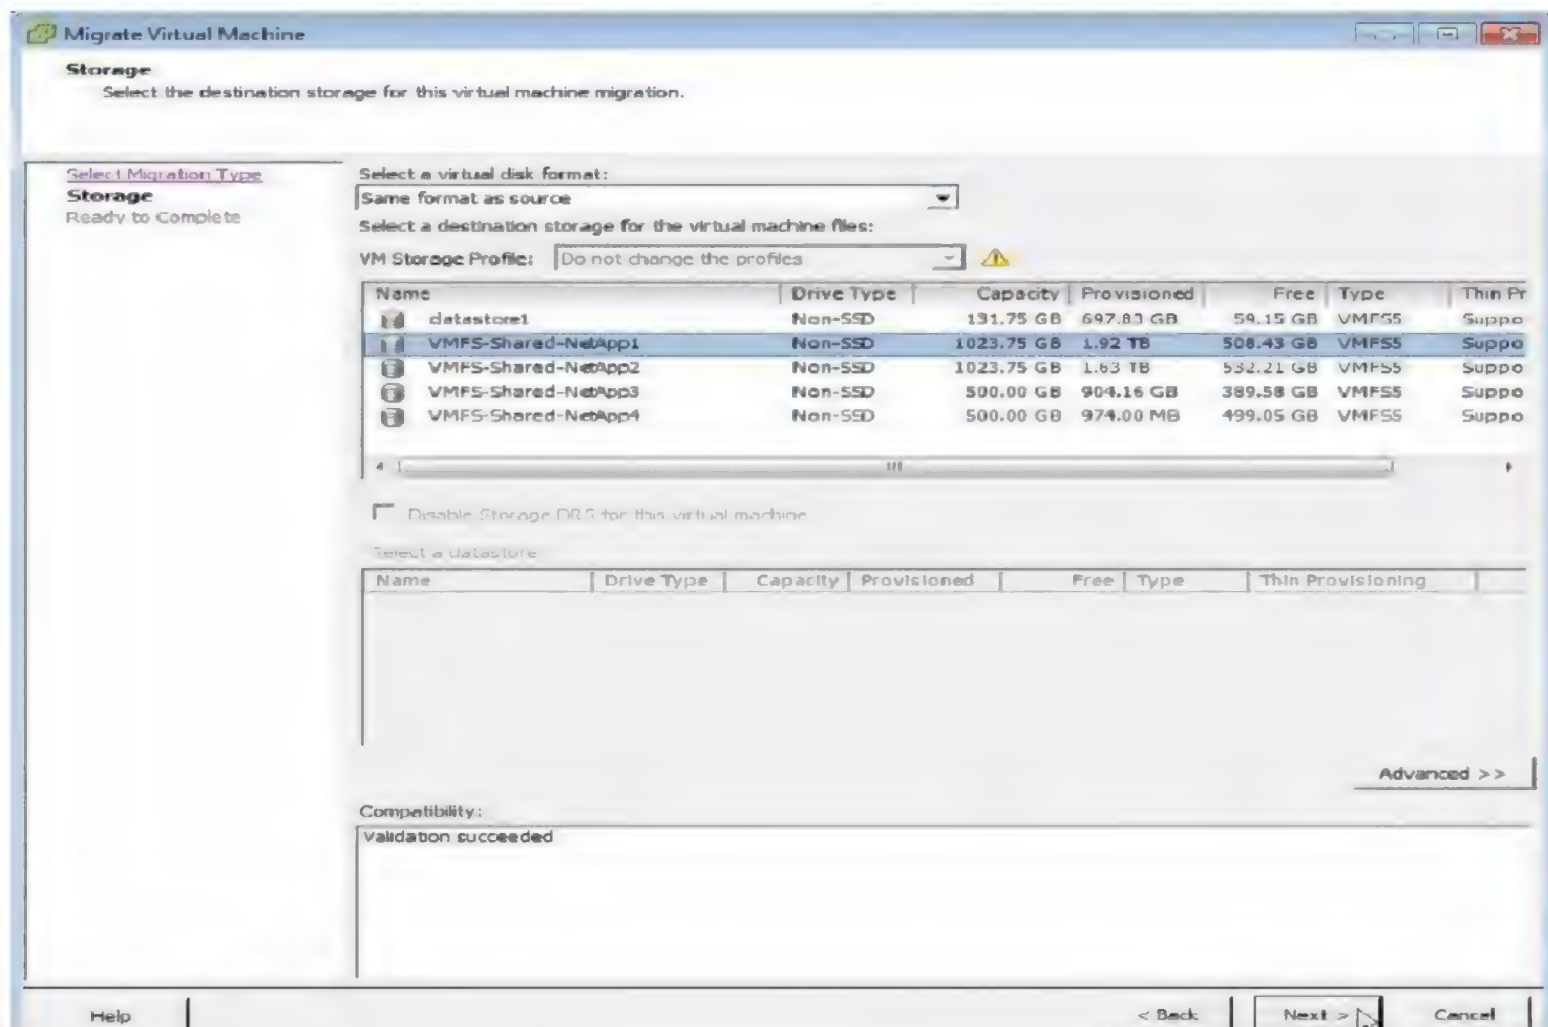 Migrate Virtual Machine
Storage
Select the destination storage for this virtual machine migration.
Select Migration Type
Storage
Ready to Complete
Select a virtual disk format:
Same format as source
Select a destination storage for the virtual machine files:
VM Storage Profile: Do not change the profiles
Name Drive Type Capacity Provisioned Free Type Thin Pr
datastore1 Non-SSD 131.75 GB 697.83 GB 59.15 GB VMFS5 Suppo
VMFS-Shared-NetApp1 Non-SSD 1023.75 GB 1.92 TB 508.43 GB VMFS5 Suppo
VMFS-Shared-NetApp2 Non-SSD 1023.75 GB 1.63 TB 532.21 GB VMFS5 Suppo
VMFS-Shared-NetApp3 Non-SSD 500.00 GB 904.16 GB 389.58 GB VMFS5 Suppo
VMFS-Shared-NetApp4 Non-SSD 500.00 GB 974.00 MB 499.05 GB VMFS5 Suppo
Disable Storage DRS for this virtual machine
Select a datastore
Name Drive Type Capacity Provisioned Free Type Thin Provisioning
Advanced >>
Compatibility:
Validation succeeded
Help < Back Next > Cancel